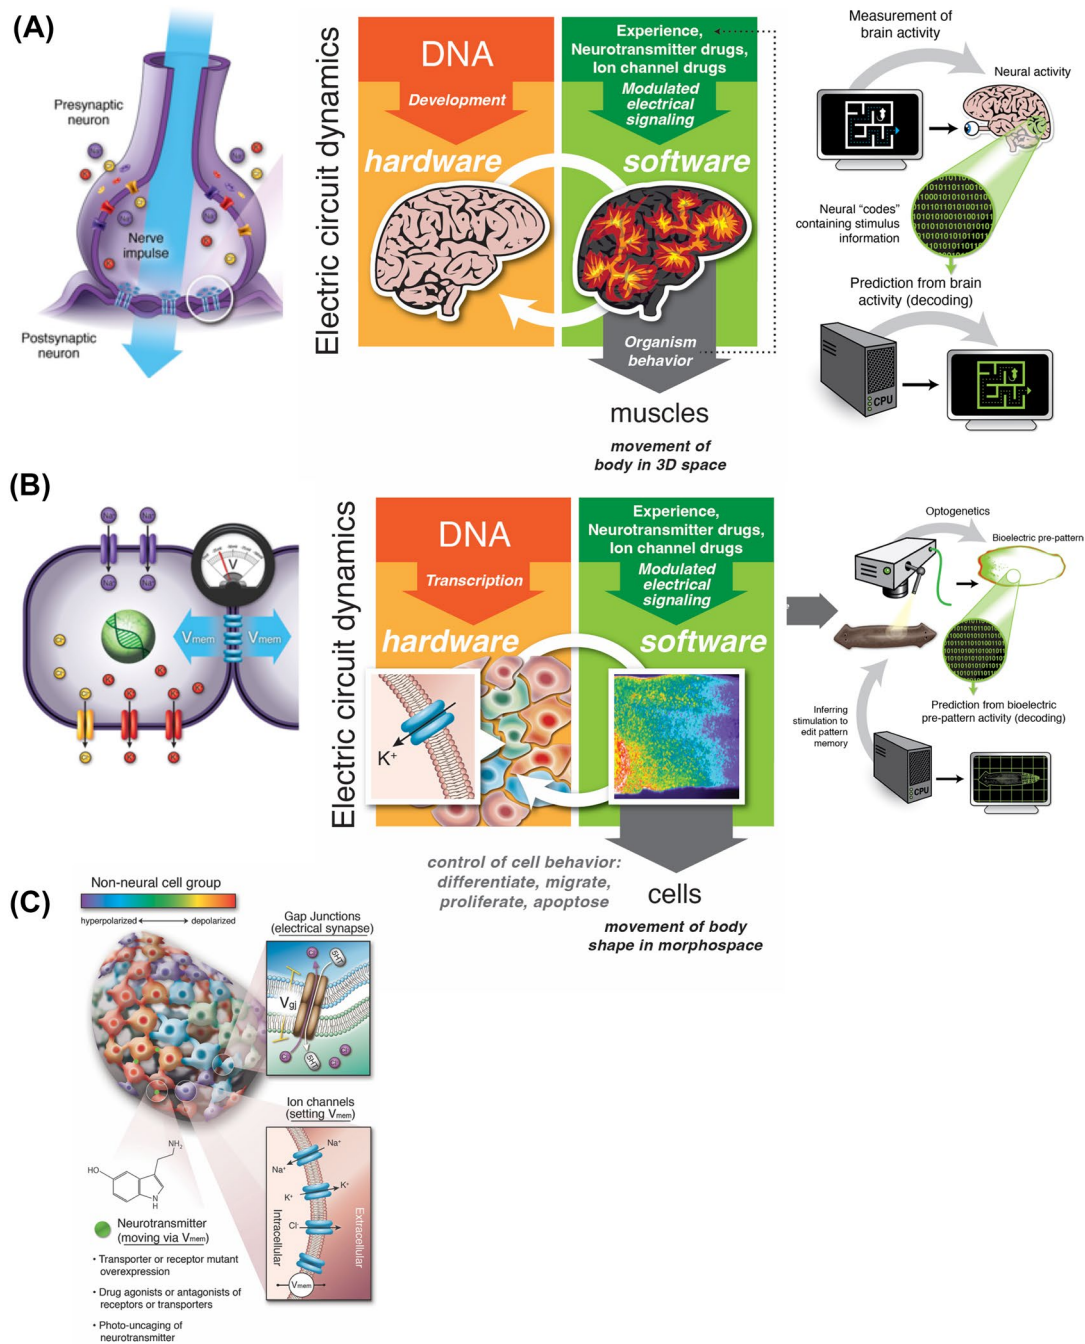 (A)
Presynaptic
neuron
Nerve
impulse
Postsynaptic
neuron
Electric circuit dynamics
DNA
Development
hardware
Experience,
Neurotransmitter drugs,
Ion channel drugs
Modulated
electrical
signaling
software
Organism
behavior
muscles
movement of
body in 3D space
Measurement of
brain activity
Neural activity
Neural "codes"
containing stimulus
information
Prediction from brain
activity (decoding)
CPU
(B)
V
Vmem
Vmem
Electric circuit dynamics
DNA
Transcription
hardware
K+
Experience,
Neurotransmitter drugs,
Ion channel drugs
Modulated
electrical
signaling
software
control of cell behavior:
differentiate, migrate,
proliferate, apoptose
cells
movement of body
shape in morphospace
Optogenetics
Bioelectric pre-pattern
Prediction from bioelectric
pre-pattern activity (decoding)
Inferring
stimulation to
edit pattern
memory
CPU
(C)
Non-neural cell group
hyperpolarized
depolarized
Gap Junctions
(electrical synapse)
5HT
Vgj
5HT
Ion channels
(setting Vmem)
Na+
Na+
K+
K+
Cl-
Intracellular
Extracellular
Vmem
NH2
HO
N
H
Neurotransmitter
(moving via Vmem)
• Transporter or receptor mutant
overexpression
• Drug agonists or antagonists of
receptors or transporters
• Photo-uncaging of
neurotransmitter